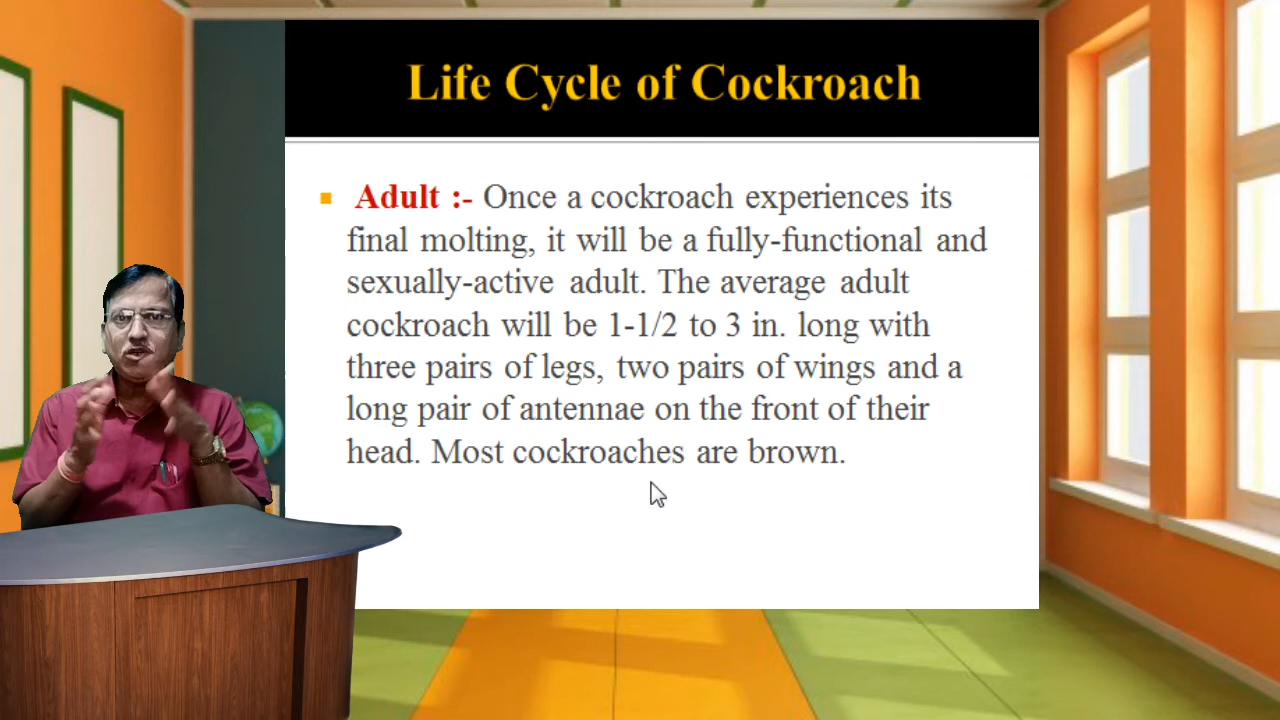 Life Cycle of Cockroach
Adult :- Once a cockroach experiences its
final molting, it will be a fully-functional and
sexually-active adult. The average adult
cockroach will be 1-1/2 to 3 in. long with
three pairs of legs, two pairs of wings and a
long pair of antennae on the front of their
head. Most cockroaches are brown.